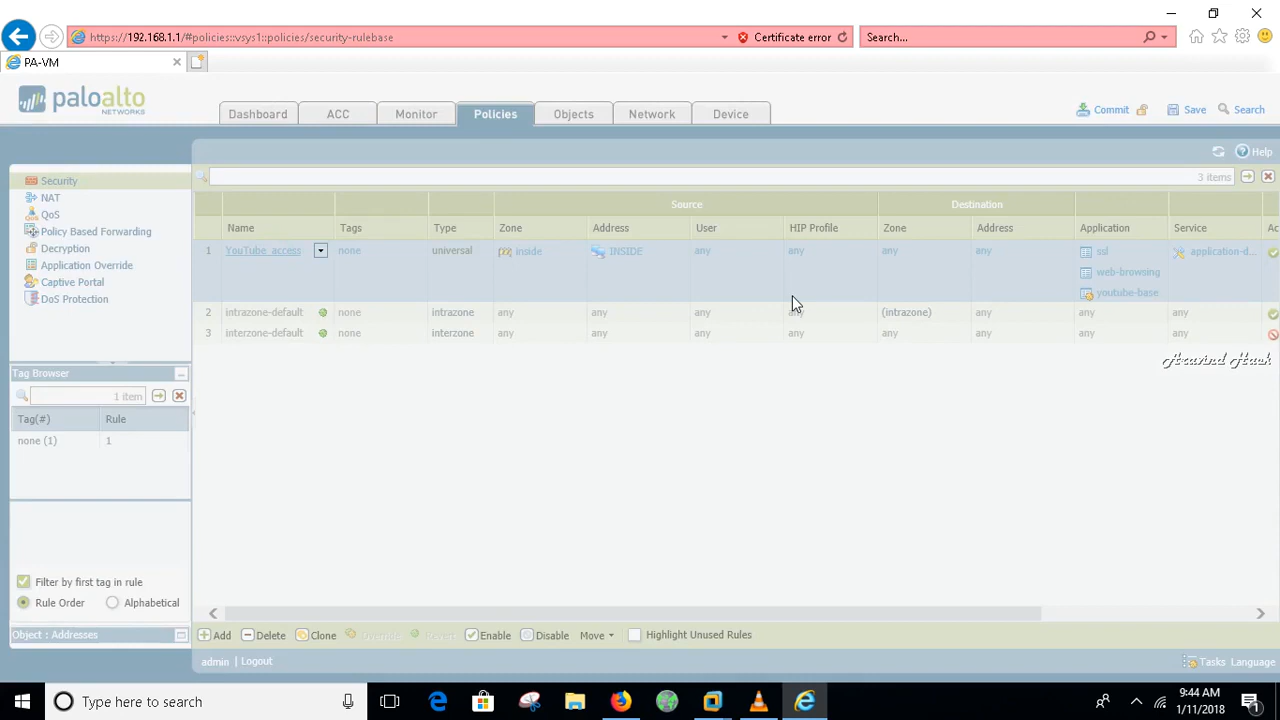 https://192.168.1.1/#policies::vsys1::policies/security-rulebase
Certificate error
Search...
PA-VM
paloalto
NETWORKS
Dashboard
ACC
Monitor
Policies
Objects
Network
Device
Commit
Save
Search
Help
Security
NAT
QoS
Policy Based Forwarding
Decryption
Application Override
Captive Portal
DoS Protection
3 items
Source
Destination
Name
Tags
Type
Zone
Address
User
HIP Profile
Zone
Address
Application
Service
Ac
1 YouTube_access none universal inside INSIDE any any any any ssl application-d...
web-browsing
youtube-base
2 intrazone-default none intrazone any any any any (intrazone) any any any
3 interzone-default none interzone any any any any any any any any
Aravind Hack
Tag Browser
1 item
Tag(#) Rule
none (1) 1
Filter by first tag in rule
Rule Order Alphabetical
Object : Addresses
Add Delete Clone Override Revert Enable Disable Move Highlight Unused Rules
admin | Logout
Tasks Language
Type here to search
9:44 AM
1/11/2018
1